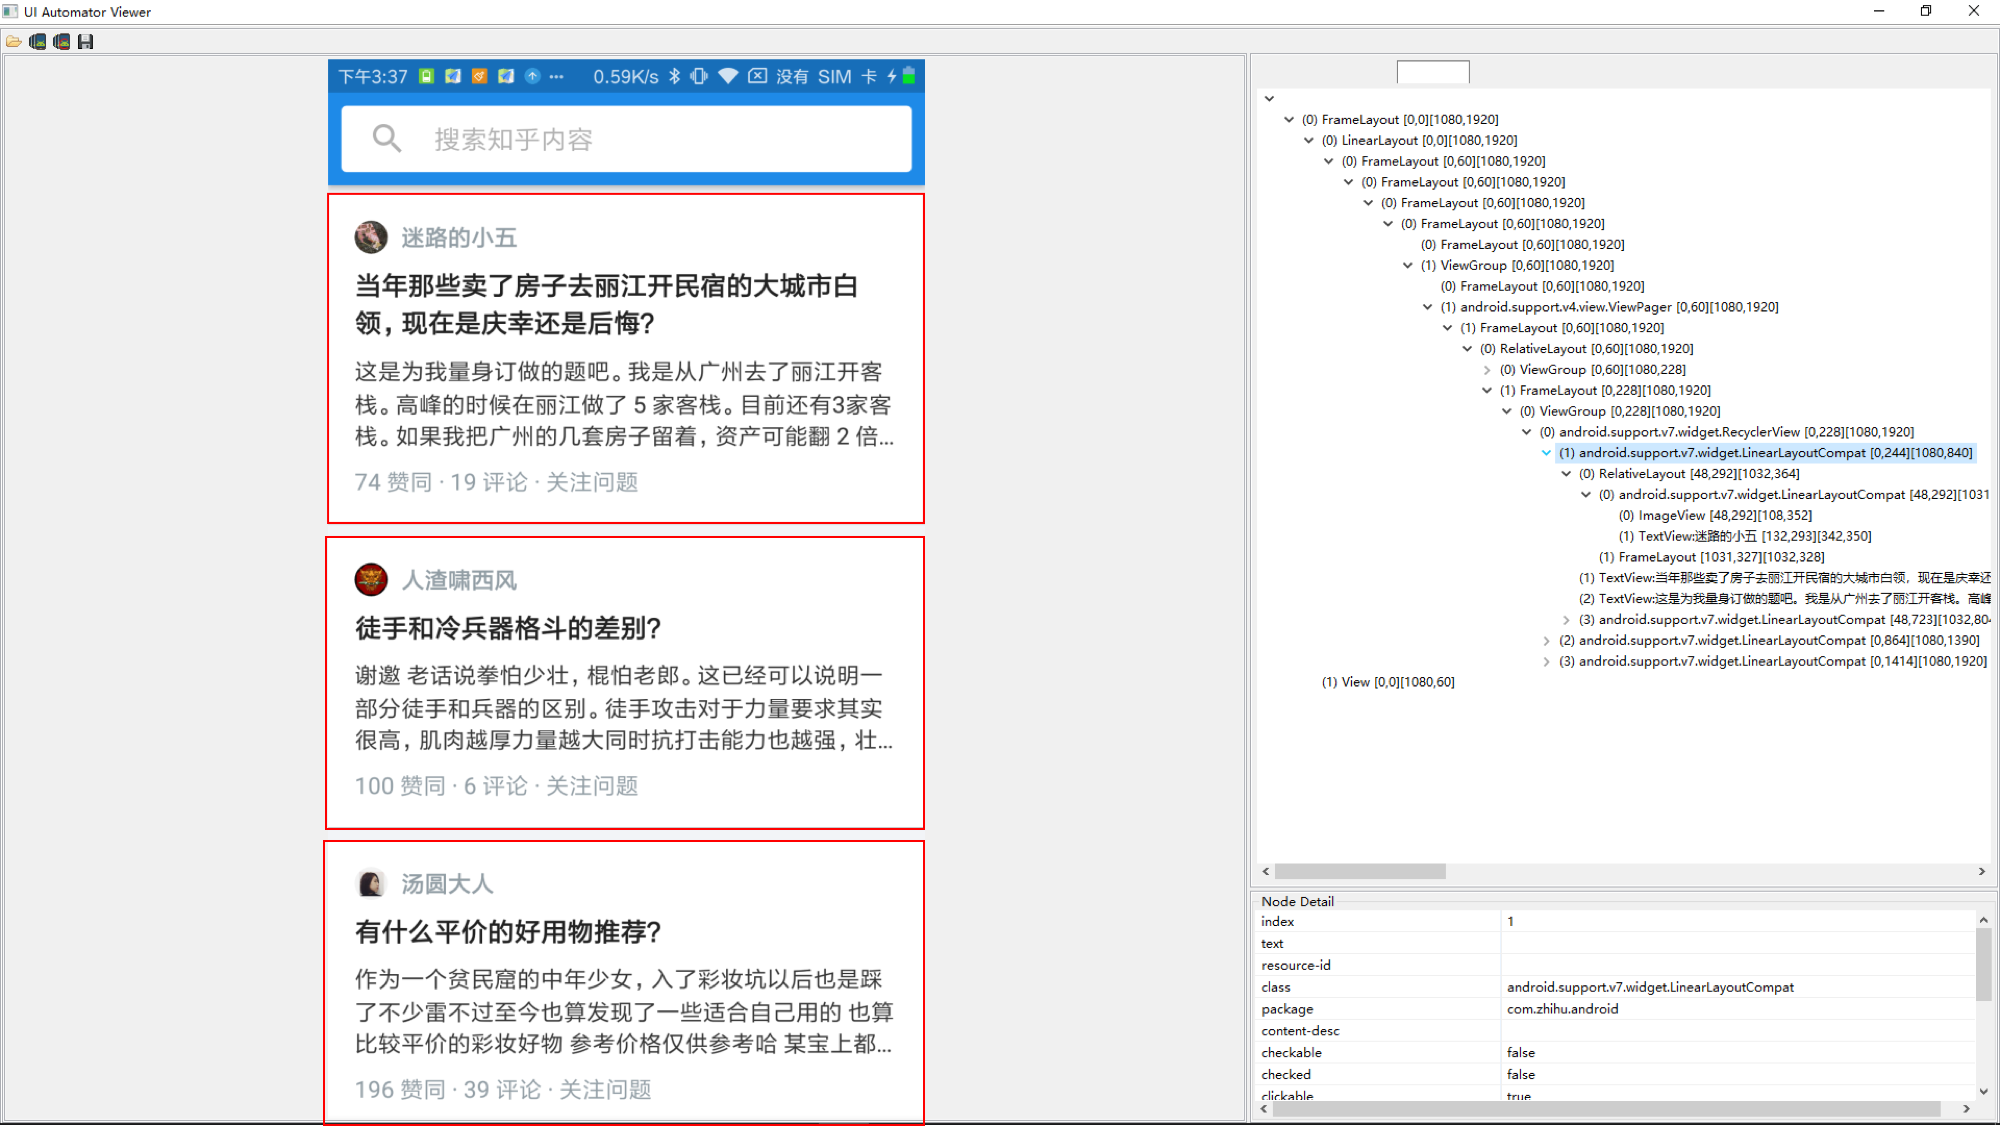 UI Automator Viewer
下午3:37 0.59K/s 没有 SIM 卡
搜索知乎内容
迷路的小五
当年那些卖了房子去丽江开民宿的大城市白
领，现在是庆幸还是后悔？
这是为我量身订做的题吧。我是从广州去了丽江开客
栈。高峰的时候在丽江做了 5 家客栈。目前还有3家客
栈。如果我把广州的几套房子留着，资产可能翻 2 倍...
74 赞同 · 19 评论 · 关注问题
人渣啸西风
徒手和冷兵器格斗的差别？
谢邀 老话说拳怕少壮，棍怕老郎。这已经可以说明一
部分徒手和兵器的区别。徒手攻击对于力量要求其实
很高，肌肉越厚力量越大同时抗打击能力也越强，壮...
100 赞同 · 6 评论 · 关注问题
汤圆大人
有什么平价的好用物推荐？
作为一个贫民窟的中年少女，入了彩妆坑以后也是踩
了不少雷不过至今也算发现了一些适合自己用的 也算
比较平价的彩妆好物 参考价格仅供参考哈 某宝上都...
196 赞同 · 39 评论 · 关注问题
(0) FrameLayout [0,0][1080,1920]
(0) LinearLayout [0,0][1080,1920]
(0) FrameLayout [0,60][1080,1920]
(0) FrameLayout [0,60][1080,1920]
(0) FrameLayout [0,60][1080,1920]
(0) FrameLayout [0,60][1080,1920]
(0) FrameLayout [0,60][1080,1920]
(1) ViewGroup [0,60][1080,1920]
(0) FrameLayout [0,60][1080,1920]
(1) android.support.v4.view.ViewPager [0,60][1080,1920]
(1) FrameLayout [0,60][1080,1920]
(0) RelativeLayout [0,60][1080,1920]
(0) ViewGroup [0,60][1080,228]
(1) FrameLayout [0,228][1080,1920]
(0) ViewGroup [0,228][1080,1920]
(0) android.support.v7.widget.RecyclerView [0,228][1080,1920]
(1) android.support.v7.widget.LinearLayoutCompat [0,244][1080,840]
(0) RelativeLayout [48,292][1032,364]
(0) android.support.v7.widget.LinearLayoutCompat [48,292][1031
(0) ImageView [48,292][108,352]
(1) TextView:迷路的小五 [132,293][342,350]
(1) FrameLayout [1031,327][1032,328]
(1) TextView:当年那些卖了房子去丽江开民宿的大城市白领，现在是庆幸还
(2) TextView:这是为我量身订做的题吧。我是从广州去了丽江开客栈。高峰
(3) android.support.v7.widget.LinearLayoutCompat [48,723][1032,804
(2) android.support.v7.widget.LinearLayoutCompat [0,864][1080,1390]
(3) android.support.v7.widget.LinearLayoutCompat [0,1414][1080,1920]
(1) View [0,0][1080,60]
Node Detail
index 1
text
resource-id
class android.support.v7.widget.LinearLayoutCompat
package com.zhihu.android
content-desc
checkable false
checked false
clickable true